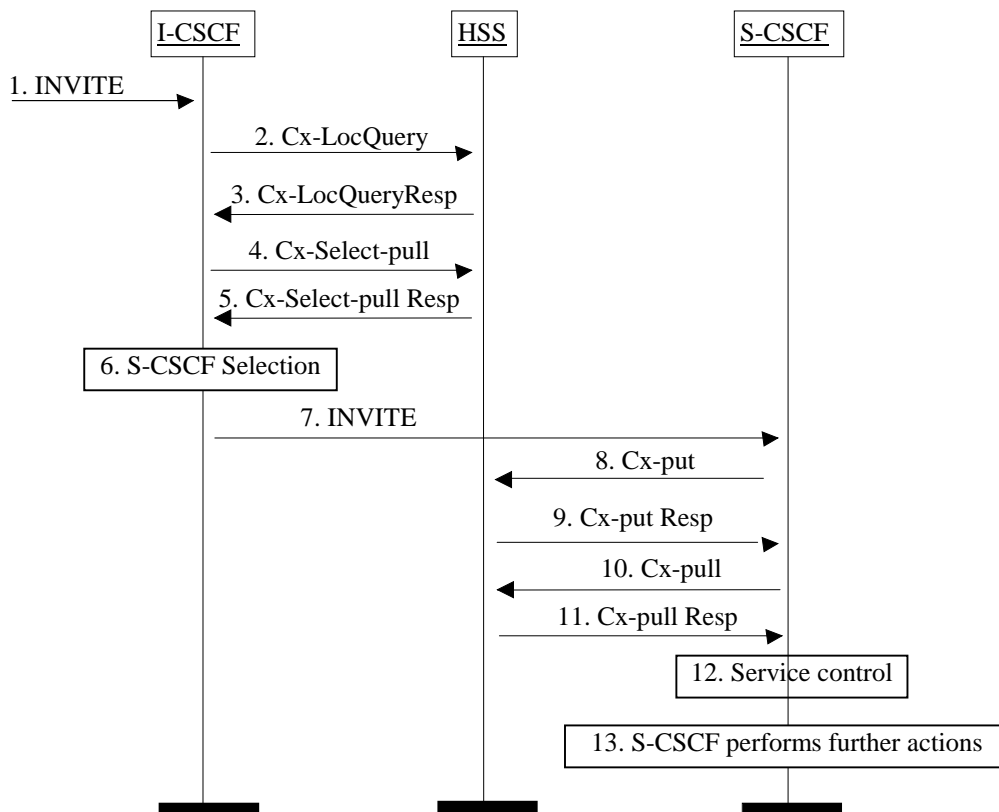 I-CSCF
HSS
S-CSCF
1. INVITE
2. Cx-LocQuery
3. Cx-LocQueryResp
4. Cx-Select-pull
5. Cx-Select-pull Resp
6. S-CSCF Selection
7. INVITE
8. Cx-put
9. Cx-put Resp
10. Cx-pull
11. Cx-pull Resp
12. Service control
13. S-CSCF performs further actions